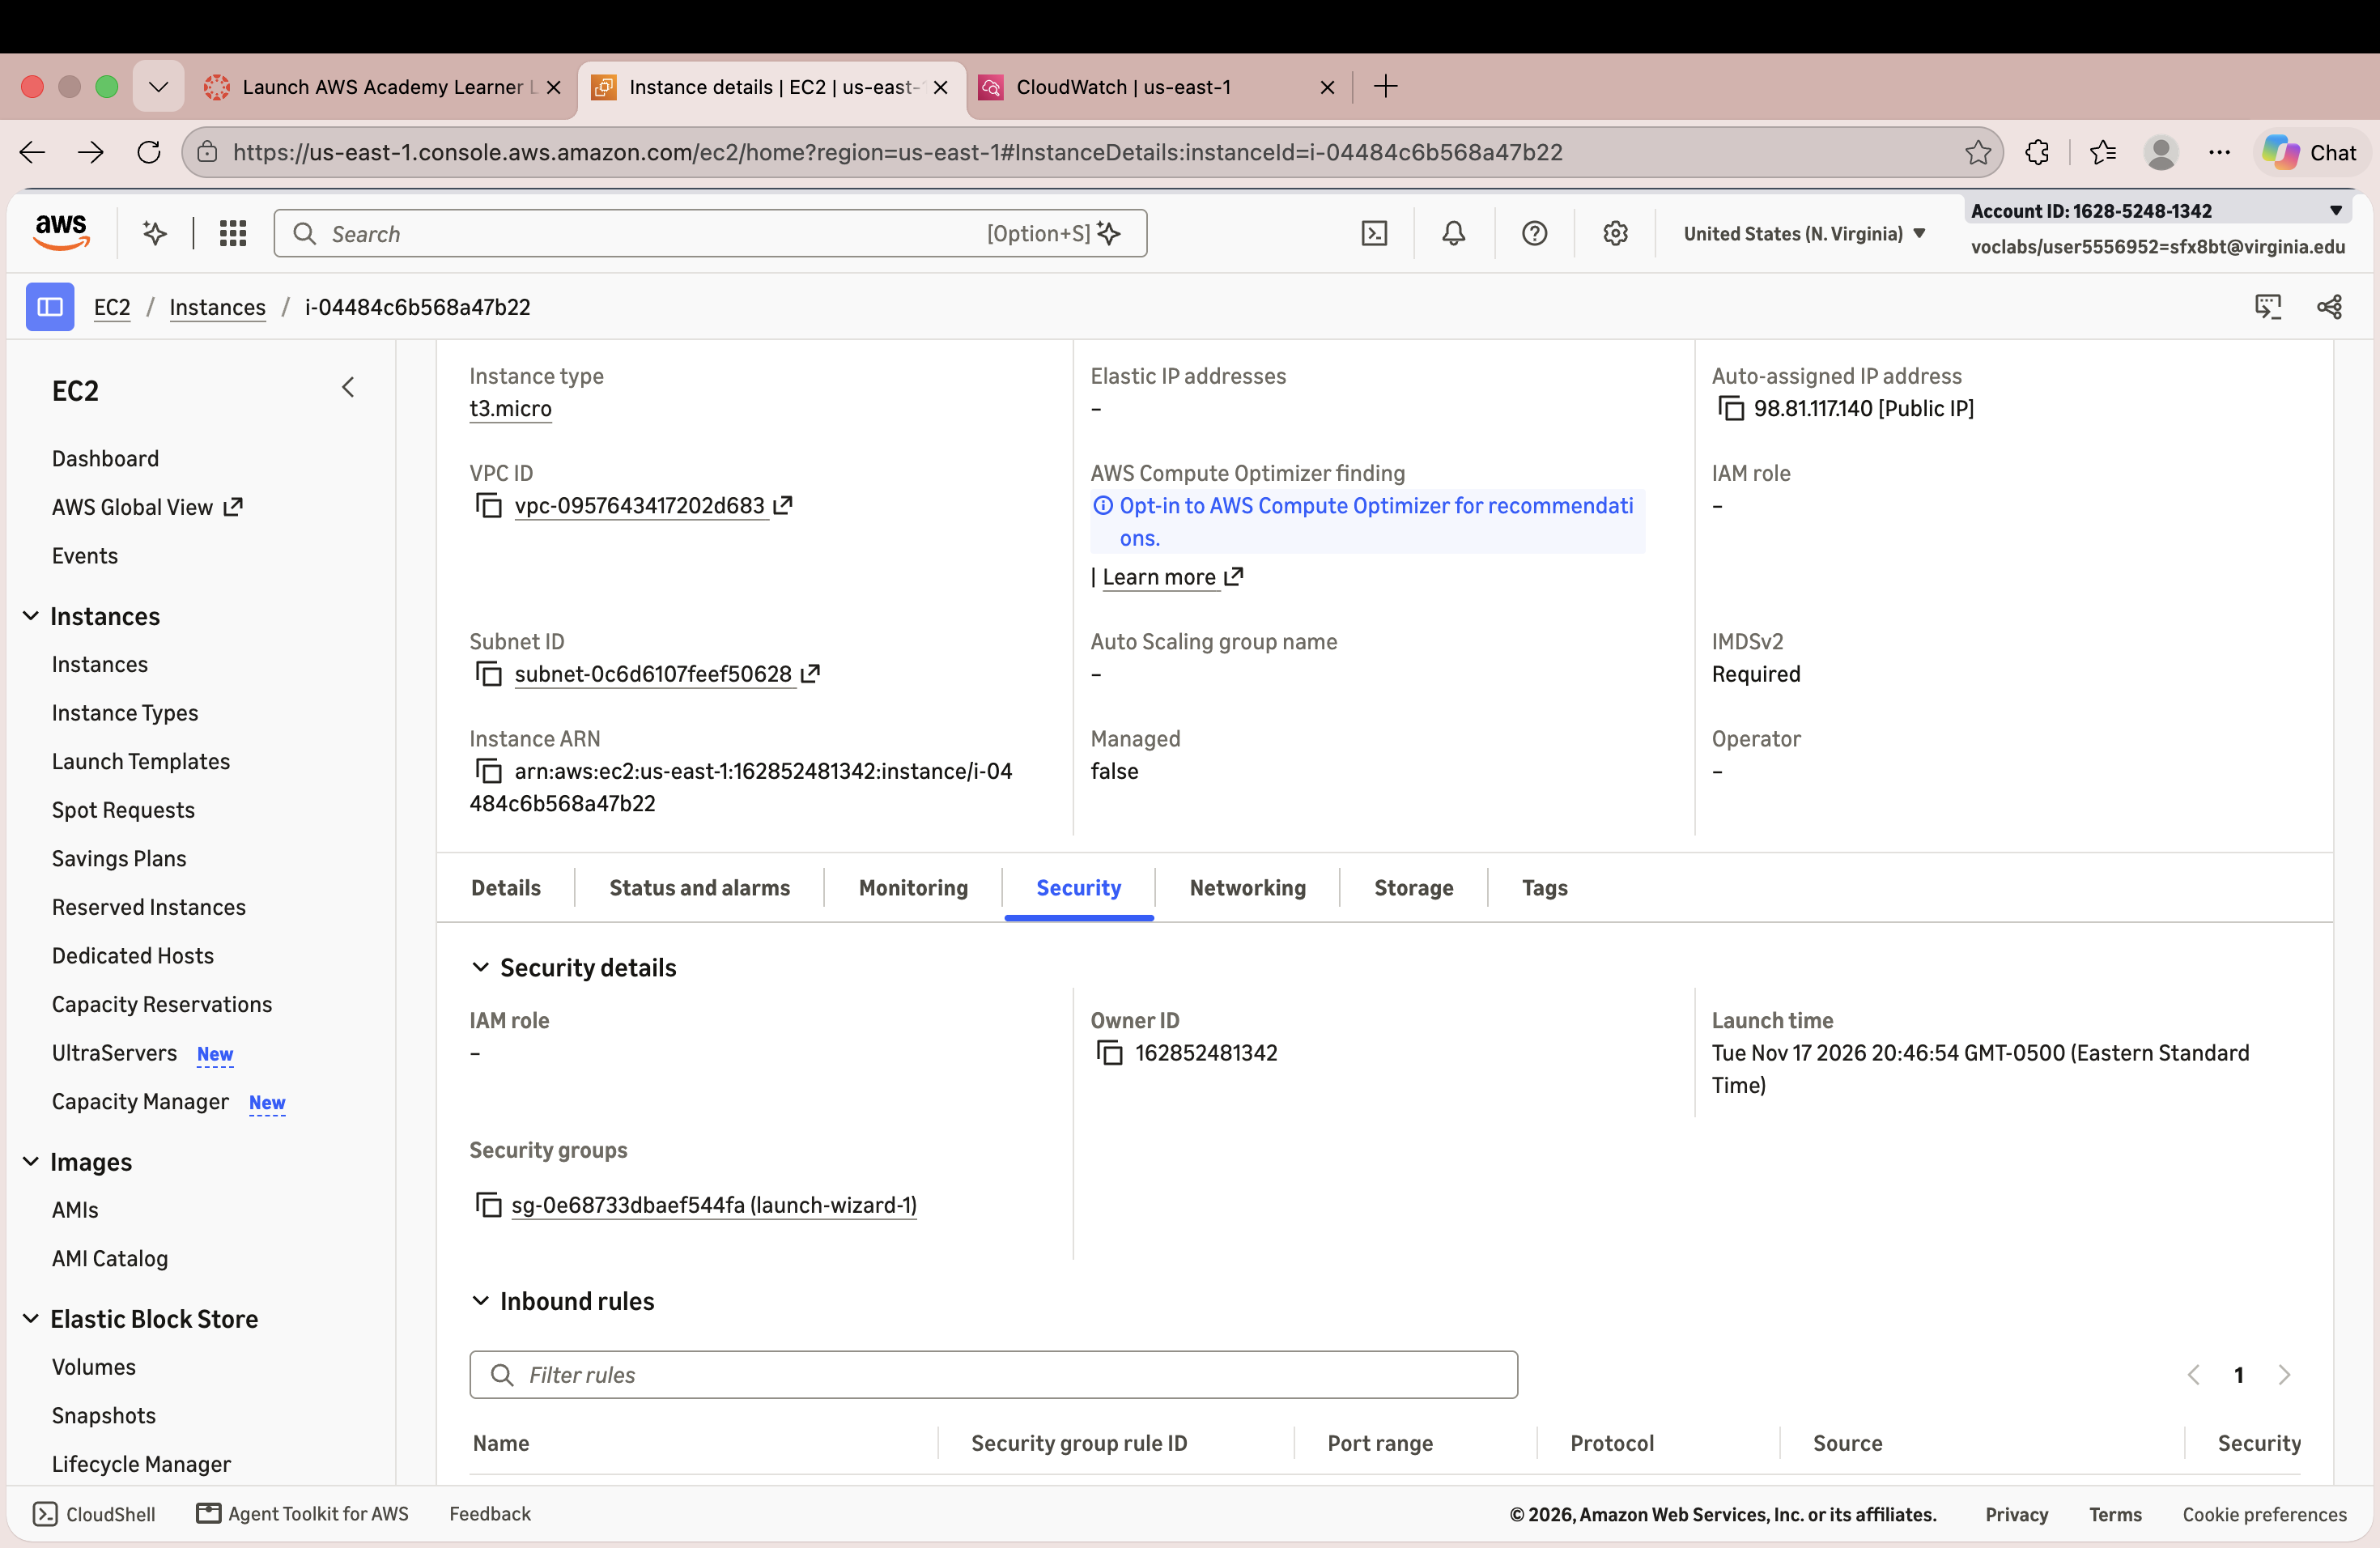 Launch AWS Academy Learner L
Instance details | EC2 | us-east-1
CloudWatch | us-east-1
https://us-east-1.console.aws.amazon.com/ec2/home?region=us-east-1#InstanceDetails:instanceId=i-04484c6b568a47b22
Chat
aws
Search
[Option+S]
United States (N. Virginia)
Account ID: 1628-5248-1342
voclabs/user5556952=sfx8bt@virginia.edu
EC2 / Instances / i-04484c6b568a47b22
EC2
Dashboard
AWS Global View
Events
Instances
Instances
Instance Types
Launch Templates
Spot Requests
Savings Plans
Reserved Instances
Dedicated Hosts
Capacity Reservations
UltraServers New
Capacity Manager New
Images
AMIs
AMI Catalog
Elastic Block Store
Volumes
Snapshots
Lifecycle Manager
Instance type
t3.micro
Elastic IP addresses
–
Auto-assigned IP address
98.81.117.140 [Public IP]
VPC ID
vpc-0957643417202d683
AWS Compute Optimizer finding
Opt-in to AWS Compute Optimizer for recommendati
ons.
| Learn more
IAM role
–
Subnet ID
subnet-0c6d6107feef50628
Auto Scaling group name
–
IMDSv2
Required
Instance ARN
arn:aws:ec2:us-east-1:162852481342:instance/i-04
484c6b568a47b22
Managed
false
Operator
–
Details
Status and alarms
Monitoring
Security
Networking
Storage
Tags
Security details
IAM role
–
Owner ID
162852481342
Launch time
Tue Nov 17 2026 20:46:54 GMT-0500 (Eastern Standard
Time)
Security groups
sg-0e68733dbaef544fa (launch-wizard-1)
Inbound rules
Filter rules
1
Name
Security group rule ID
Port range
Protocol
Source
Security
CloudShell
Agent Toolkit for AWS
Feedback
© 2026, Amazon Web Services, Inc. or its affiliates.
Privacy
Terms
Cookie preferences